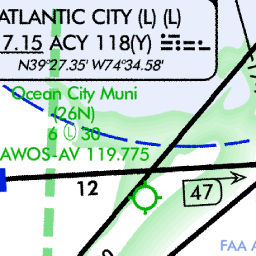 ATLANTIC CITY (L) (L)
7.15 ACY 118(Y)
N39°27.35' W74°34.58'
Ocean City Muni
(26N)
6 Ⓛ 30
AWOS-AV 119.775
12
47
FAA A